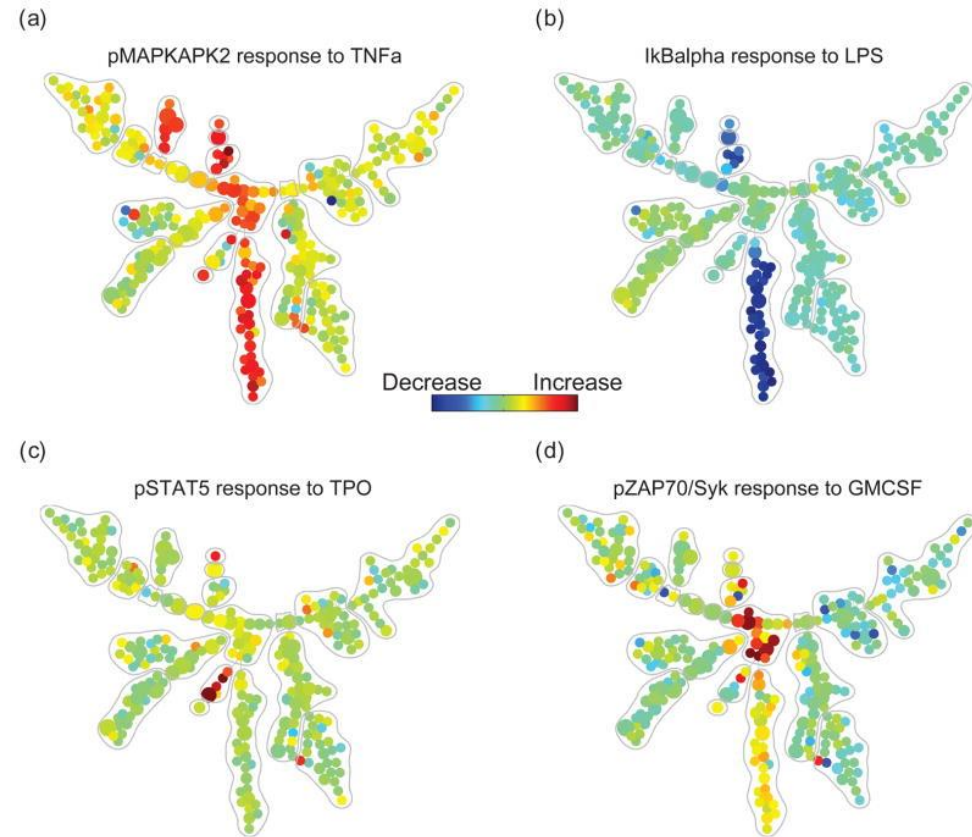 (a)
(b)
pMAPKAPK2 response to TNFa
IkBalpha response to LPS
Decrease
Increase
(c)
(d)
pSTAT5 response to TPO
pZAP70/Syk response to GMCSF